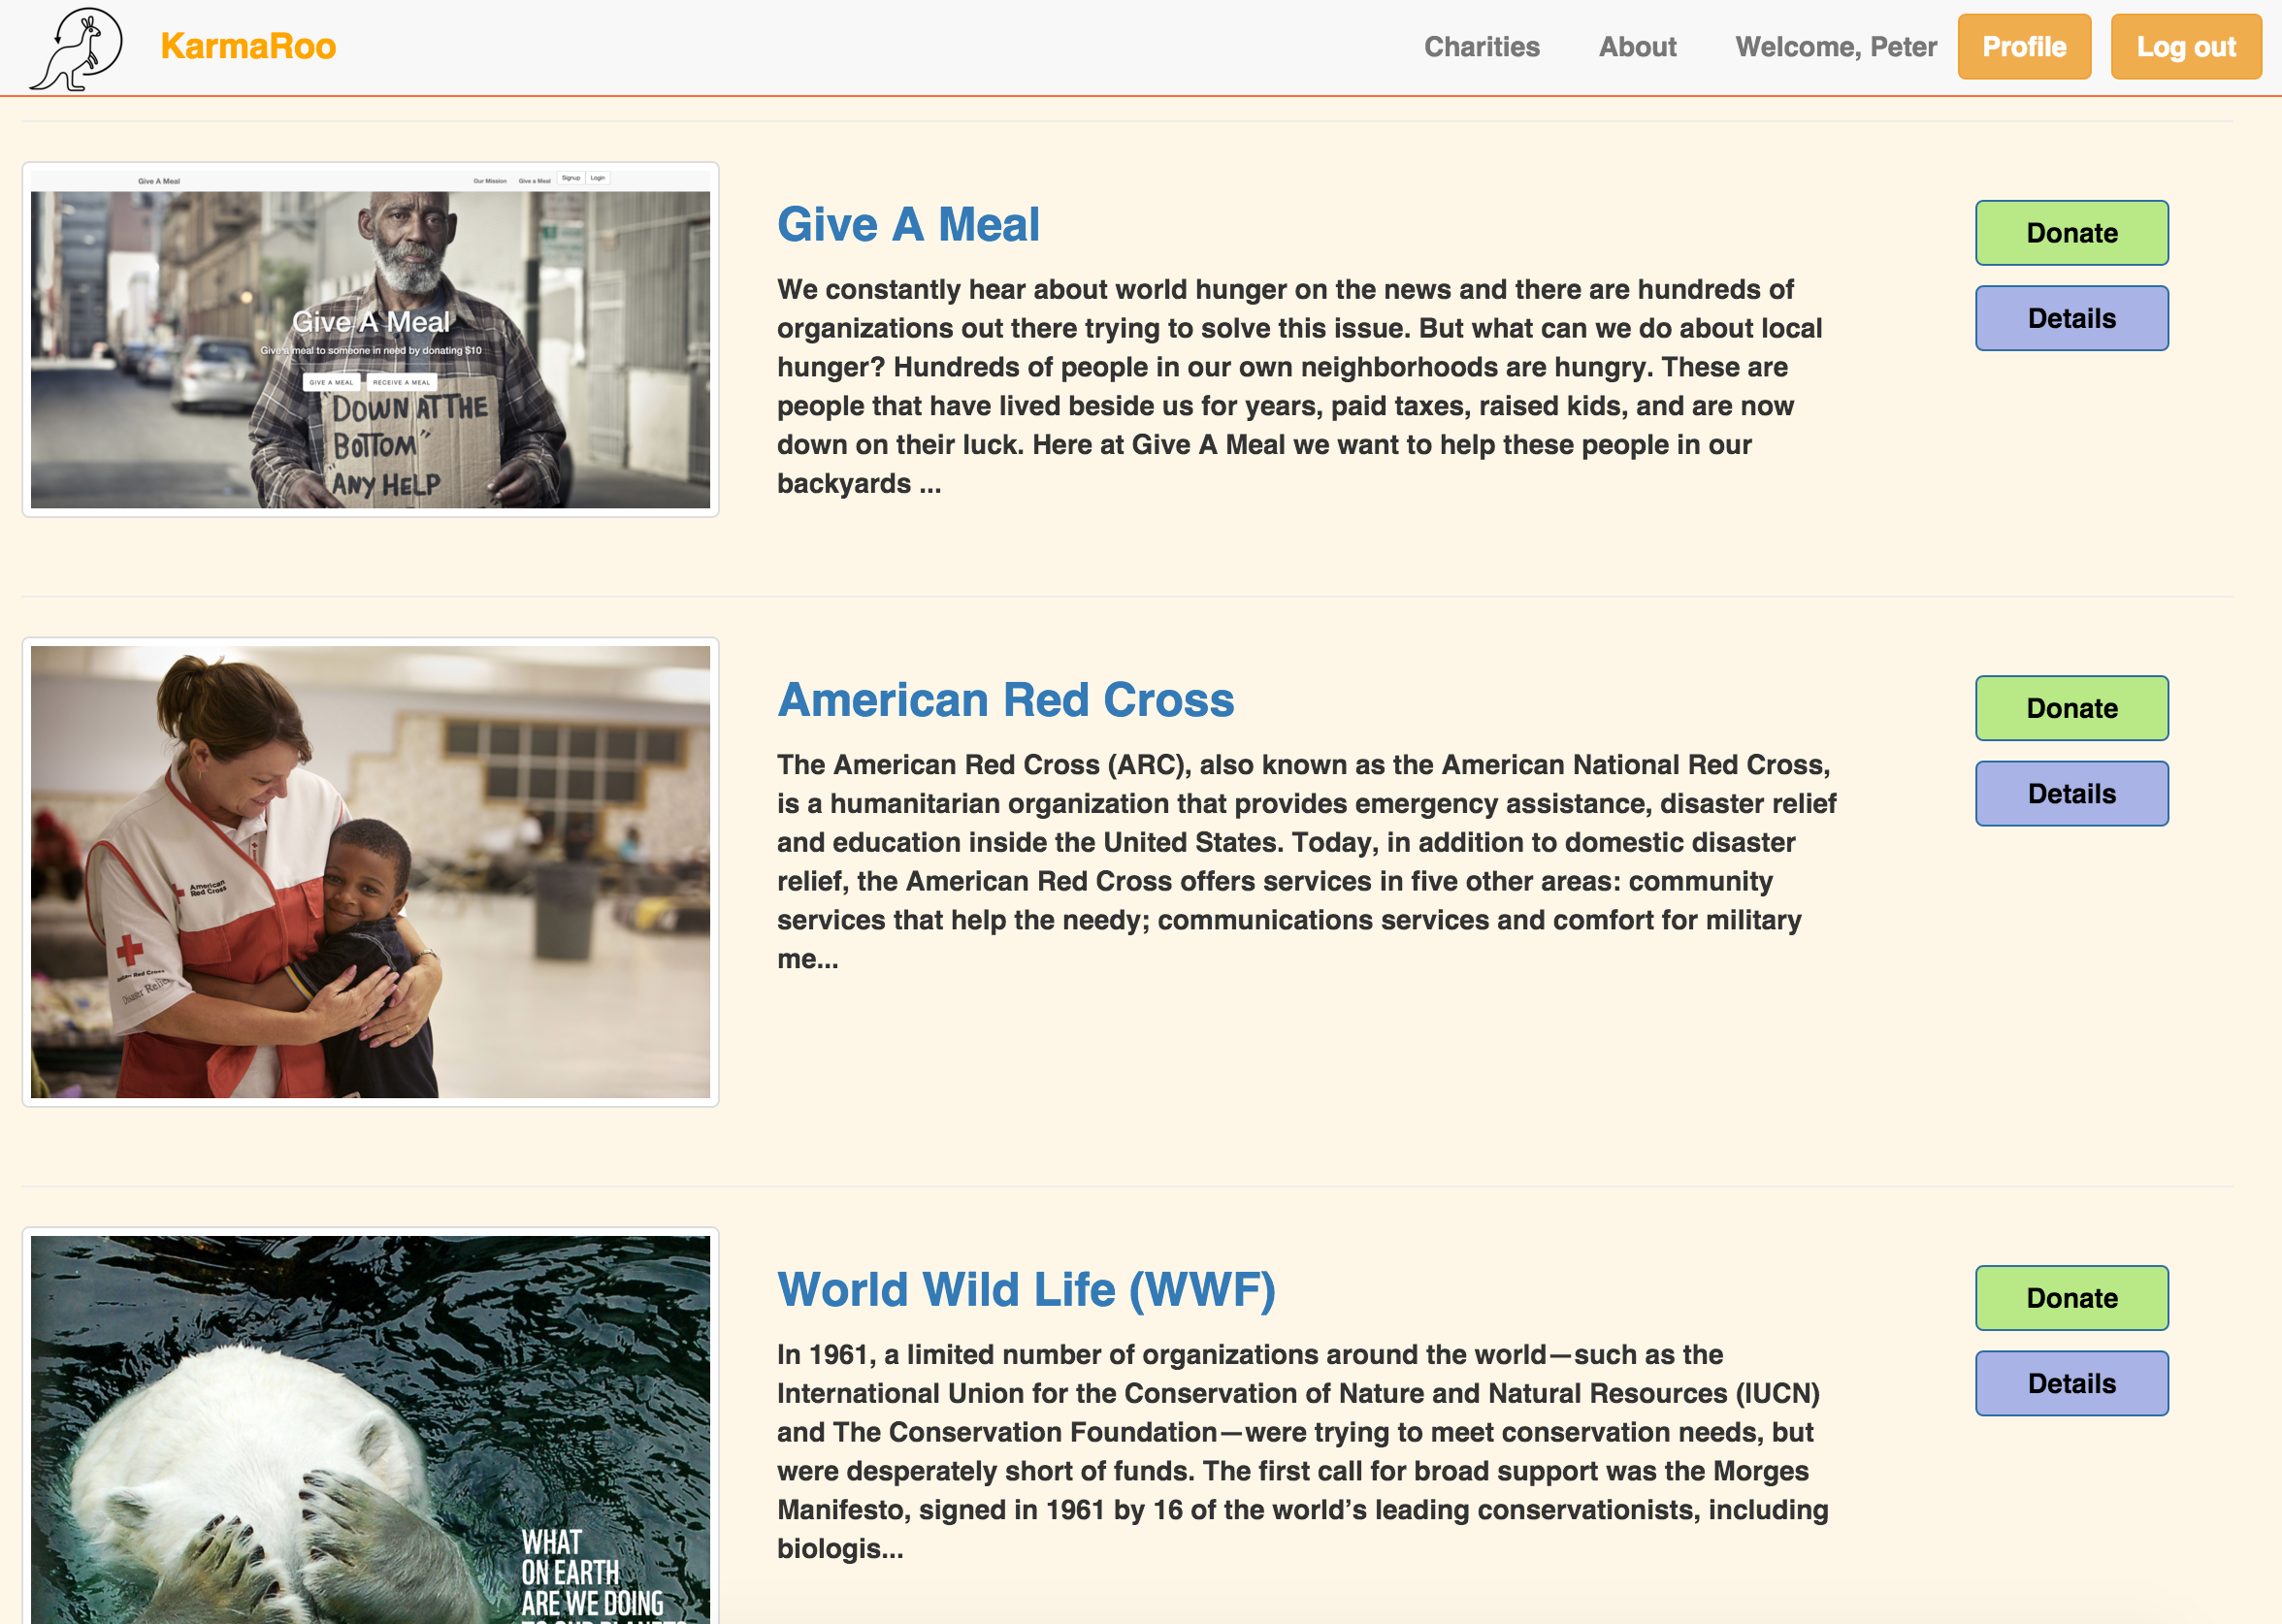 KarmaRoo
Charities
About
Welcome, Peter
Profile
Log out
Give A Meal
Our Mission
Give a Meal
Signup
Login
Give A Meal
Give a meal to someone in need by donating $10
GIVE A MEAL
RECEIVE A MEAL
"DOWN AT THE
BOTTOM"
"ANY HELP
Give A Meal
We constantly hear about world hunger on the news and there are hundreds of
organizations out there trying to solve this issue. But what can we do about local
hunger? Hundreds of people in our own neighborhoods are hungry. These are
people that have lived beside us for years, paid taxes, raised kids, and are now
down on their luck. Here at Give A Meal we want to help these people in our
backyards ...
Donate
Details
American
Red Cross
Red Cross
Disaster Relief
American Red Cross
The American Red Cross (ARC), also known as the American National Red Cross,
is a humanitarian organization that provides emergency assistance, disaster relief
and education inside the United States. Today, in addition to domestic disaster
relief, the American Red Cross offers services in five other areas: community
services that help the needy; communications services and comfort for military
me...
Donate
Details
WHAT
ON EARTH
ARE WE DOING
TO OUR PLANET?
World Wild Life (WWF)
In 1961, a limited number of organizations around the world—such as the
International Union for the Conservation of Nature and Natural Resources (IUCN)
and The Conservation Foundation—were trying to meet conservation needs, but
were desperately short of funds. The first call for broad support was the Morges
Manifesto, signed in 1961 by 16 of the world’s leading conservationists, including
biologis...
Donate
Details